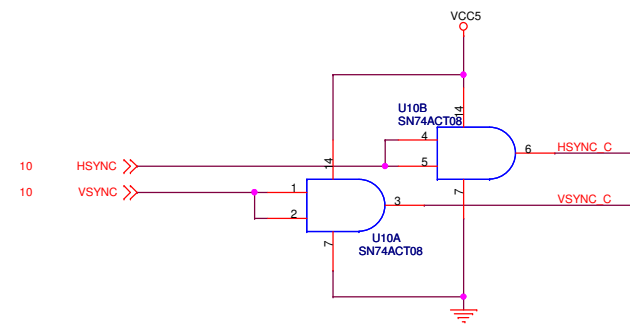 VCC5
U10B
SN74ACT08
14
4
5
6
HSYNC_C
10
HSYNC
14
10
VSYNC
1
2
3
7
VSYNC_C
U10A
SN74ACT08
7